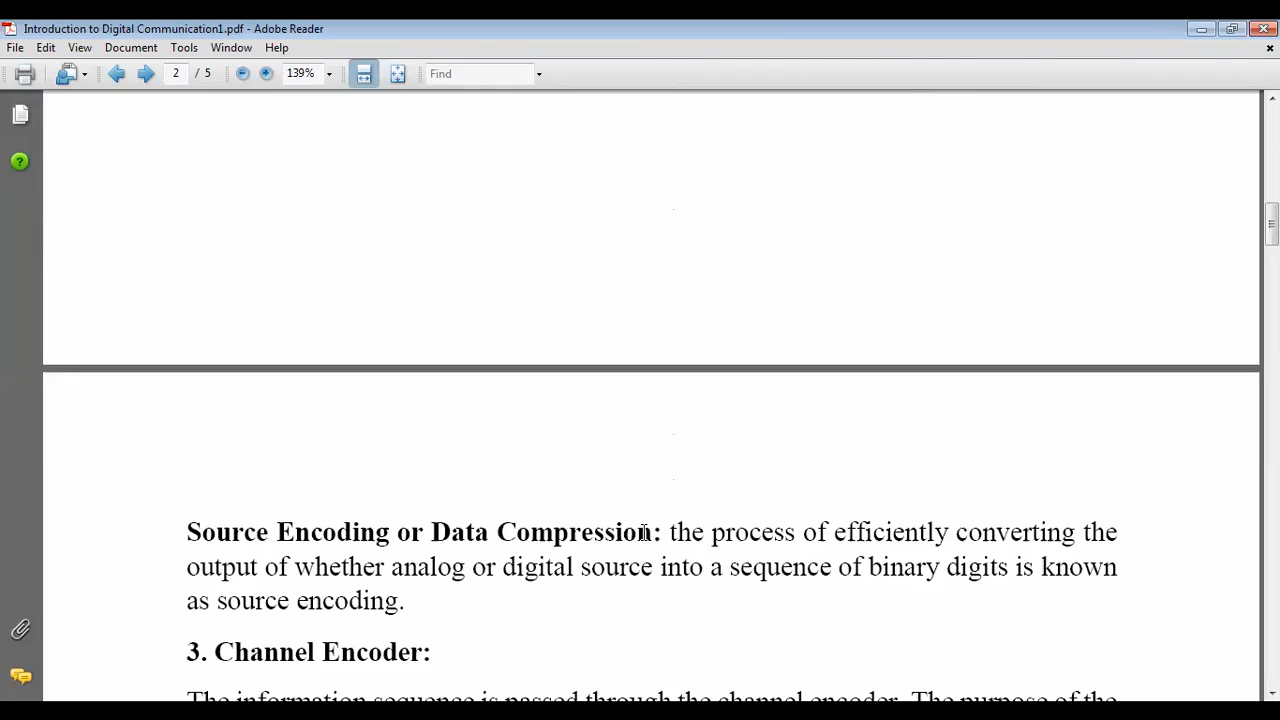 Introduction to Digital Communication1.pdf - Adobe Reader
File Edit View Document Tools Window Help
2 / 5 139% Find
Source Encoding or Data Compression: the process of efficiently converting the
output of whether analog or digital source into a sequence of binary digits is known
as source encoding.
3. Channel Encoder:
The information sequence is passed through the channel encoder. The purpose of the